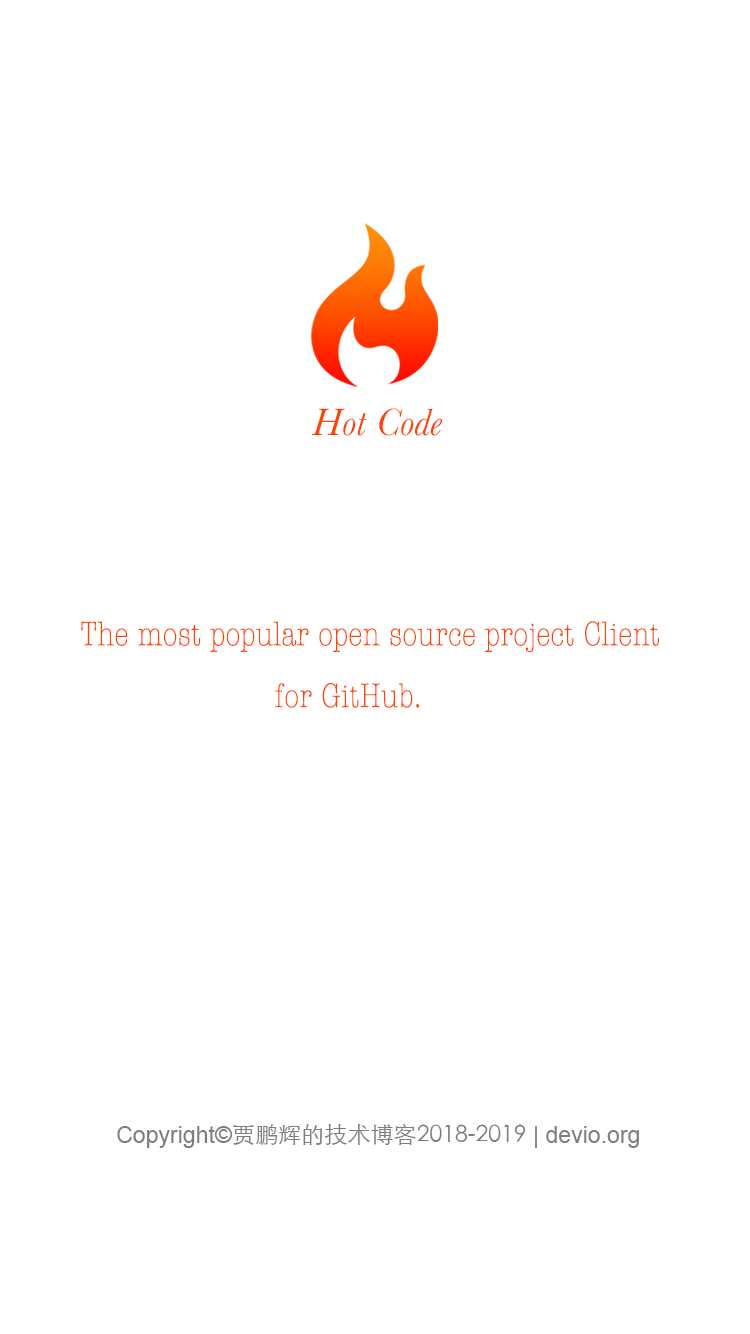 Hot Code
The most popular open source project Client
for GitHub.
Copyright©贾鹏辉的技术博客2018-2019 | devio.org